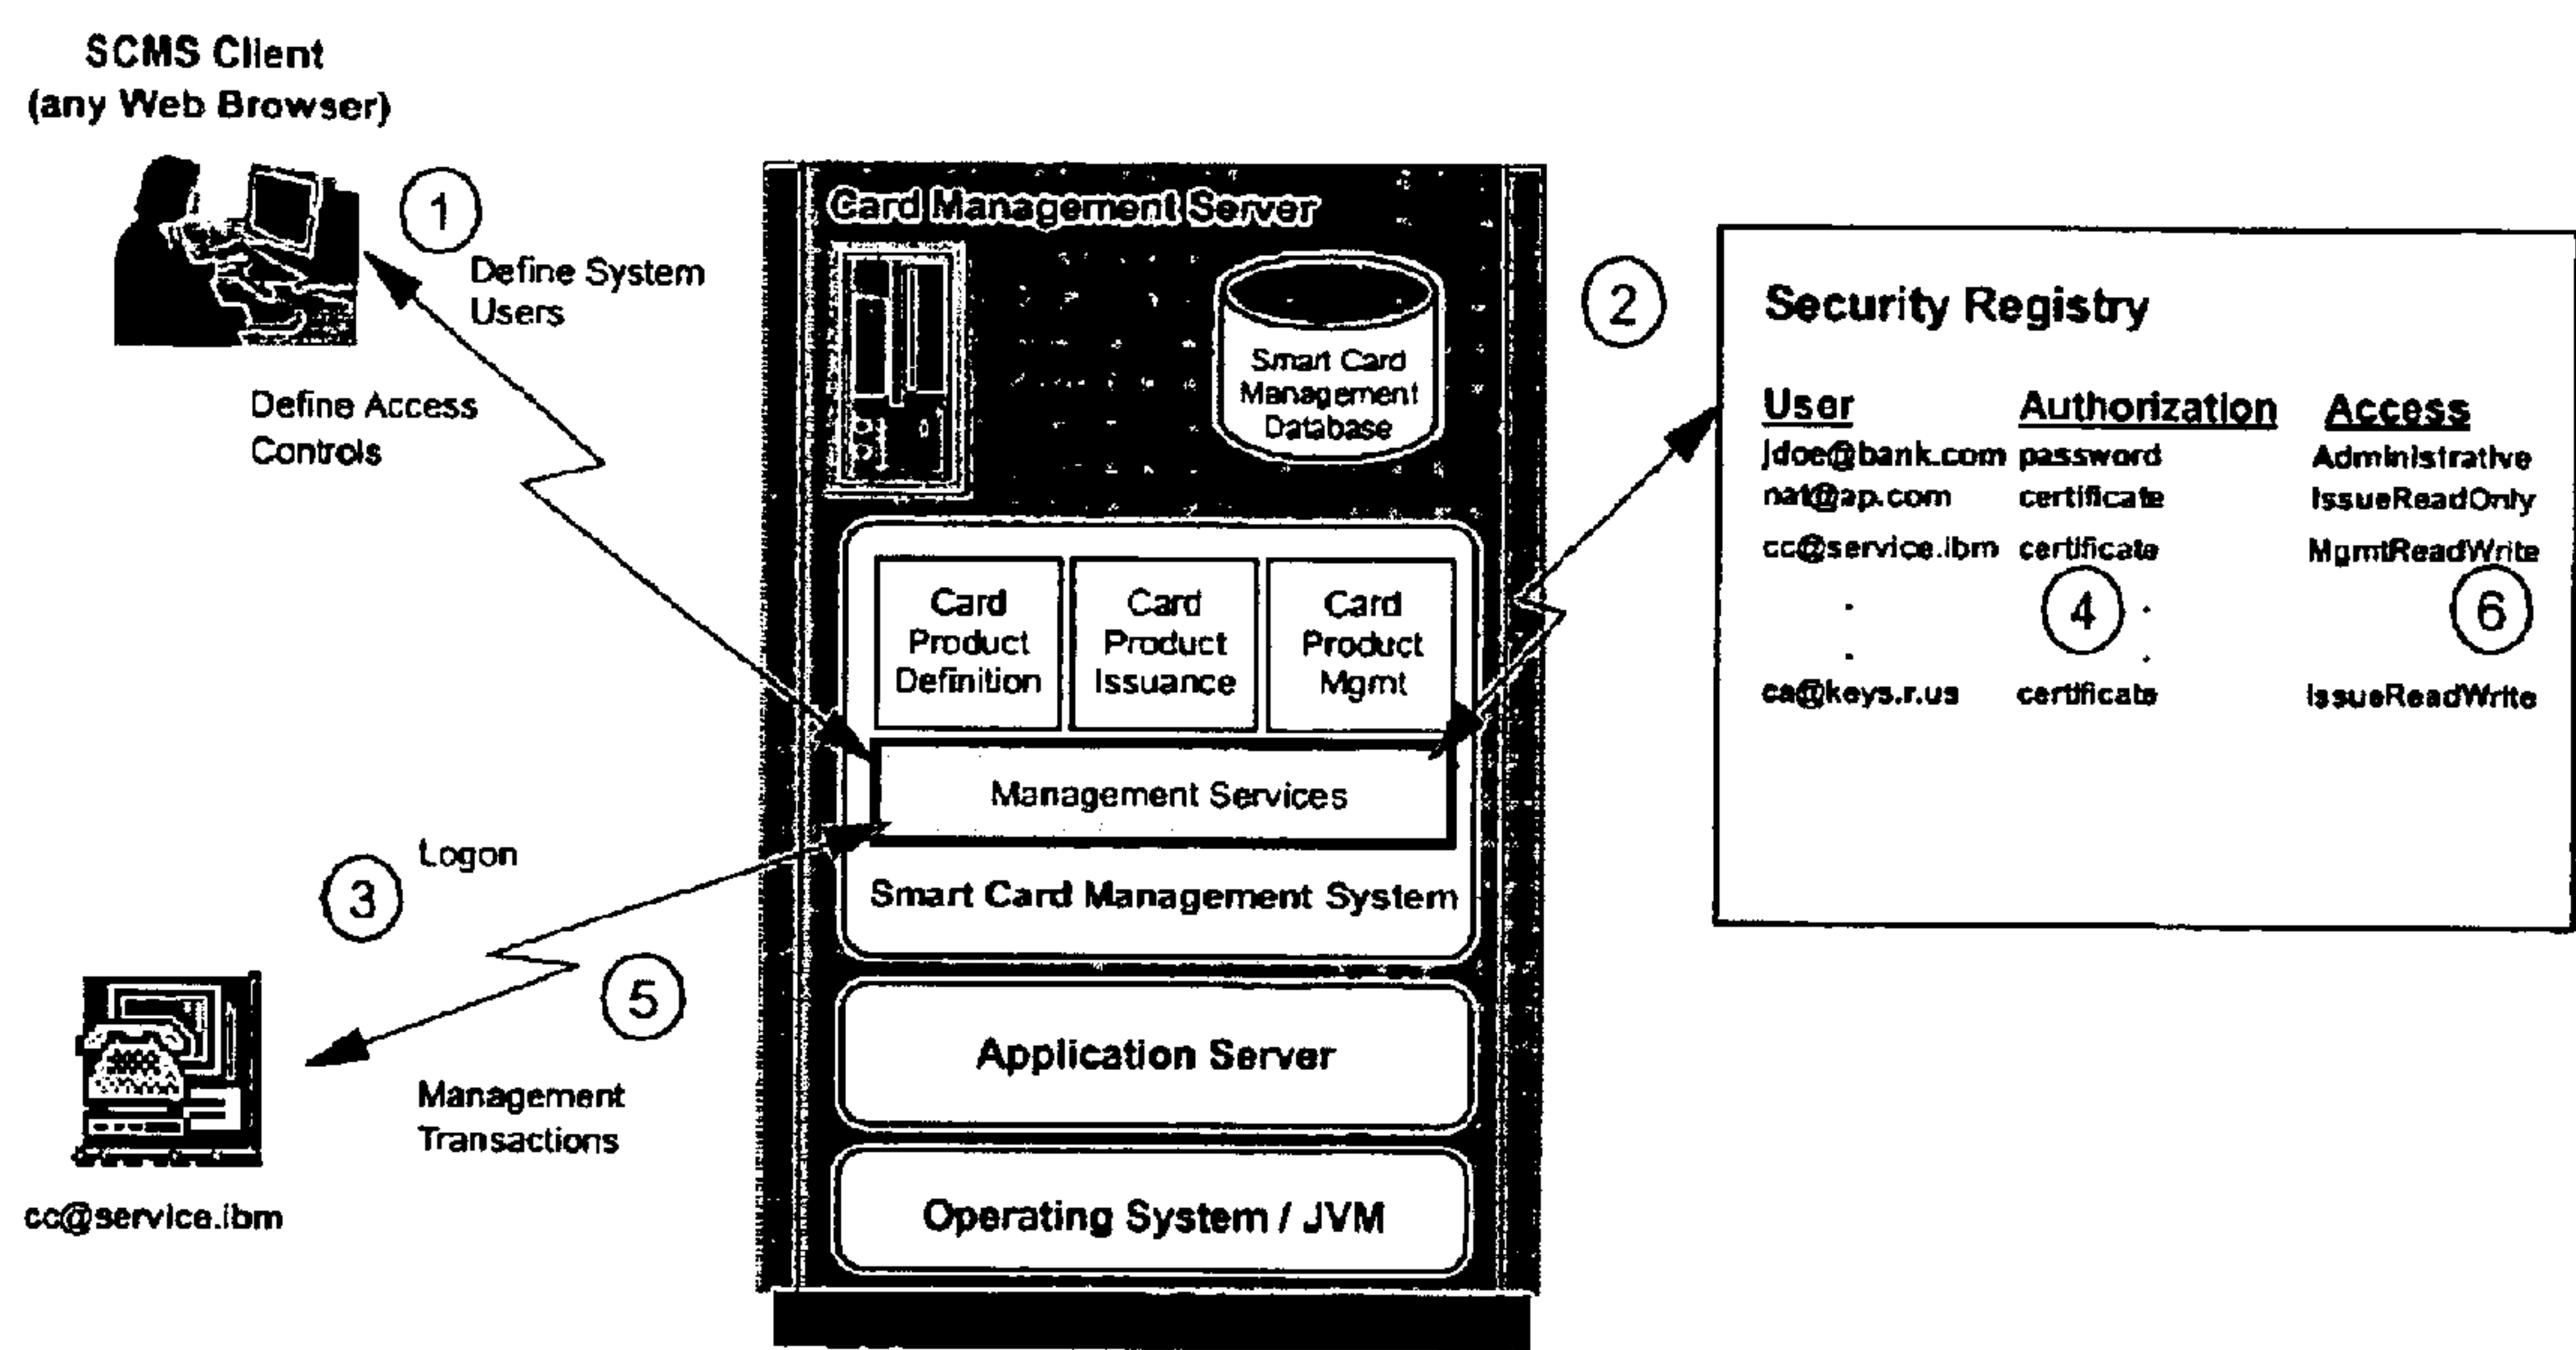 SCMS Client
(any Web Browser)
1
Define System
Users
Define Access
Controls
3
Logon
5
Management
Transactions
cc@service.ibm
Card Management Server
Smart Card
Management
Database
Card
Product
Definition
Card
Product
Issuance
Card
Product
Mgmt
Management Services
Smart Card Management System
Application Server
Operating System / JVM
2
Security Registry
User Authorization Access
jdoe@bank.com password Administrative
nat@ap.com certificate IssueReadOnly
cc@service.ibm certificate MgmtReadWrite
. 4 . 6
. .
ca@keys.r.us certificate IssueReadWrite